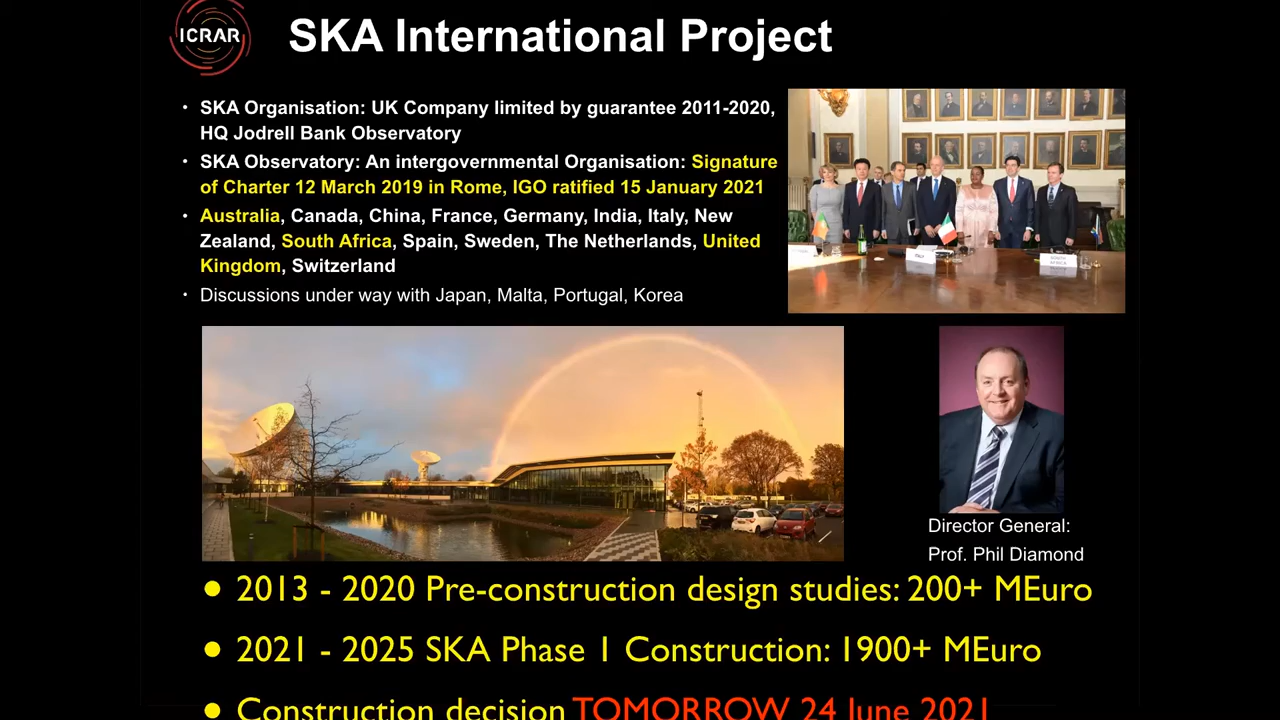 ICRAR
SKA International Project
• SKA Organisation: UK Company limited by guarantee 2011-2020,
HQ Jodrell Bank Observatory
• SKA Observatory: An intergovernmental Organisation: Signature
of Charter 12 March 2019 in Rome, IGO ratified 15 January 2021
• Australia, Canada, China, France, Germany, India, Italy, New
Zealand, South Africa, Spain, Sweden, The Netherlands, United
Kingdom, Switzerland
• Discussions under way with Japan, Malta, Portugal, Korea
ITALY
SOUTH
AFRICA
Director General:
Prof. Phil Diamond
• 2013 - 2020 Pre-construction design studies: 200+ MEuro
• 2021 - 2025 SKA Phase 1 Construction: 1900+ MEuro
• Construction decision TOMORROW 24 June 2021